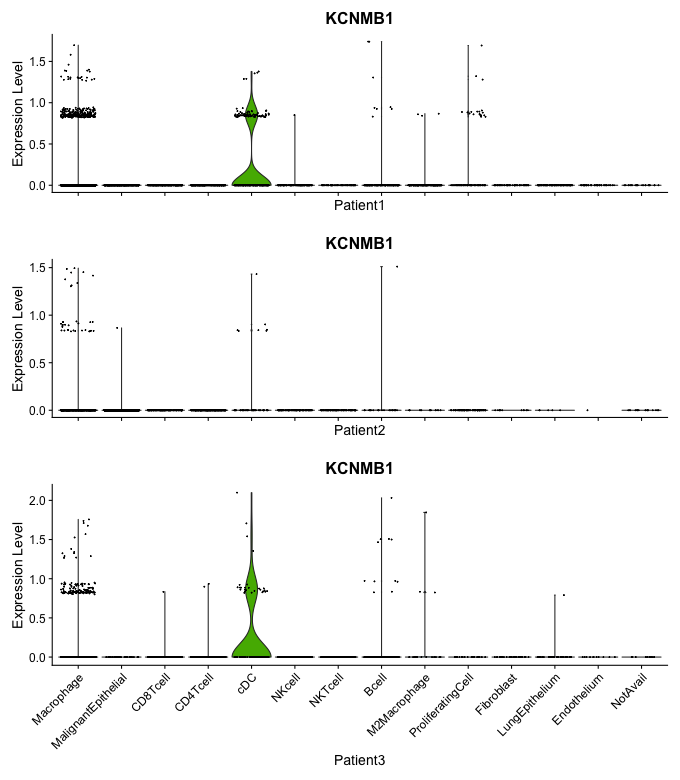 KCNMB1
Expression Level
1.5
1.0
0.5
0.0
Patient1
KCNMB1
Expression Level
1.5
1.0
0.5
0.0
Patient2
KCNMB1
Expression Level
2.0
1.5
1.0
0.5
0.0
Macrophage
MalignantEpithelial
CD8Tcell
CD4Tcell
cDC
NKcell
NKTcell
Bcell
M2Macrophage
ProliferatingCell
Fibroblast
LungEpithelium
Endothelium
NotAvail
Patient3